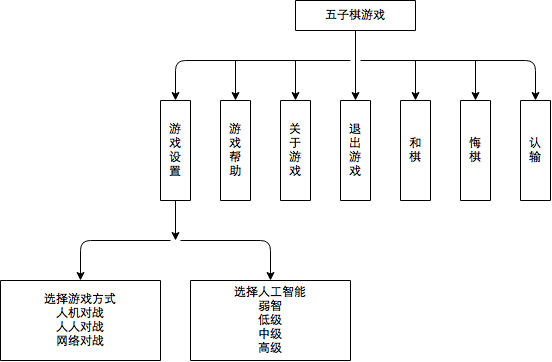 五子棋游戏
游戏设置
游戏帮助
关于游戏
退出游戏
和棋
悔棋
认输
选择游戏方式
人机对战
人人对战
网络对战
选择人工智能
弱智
低级
中级
高级